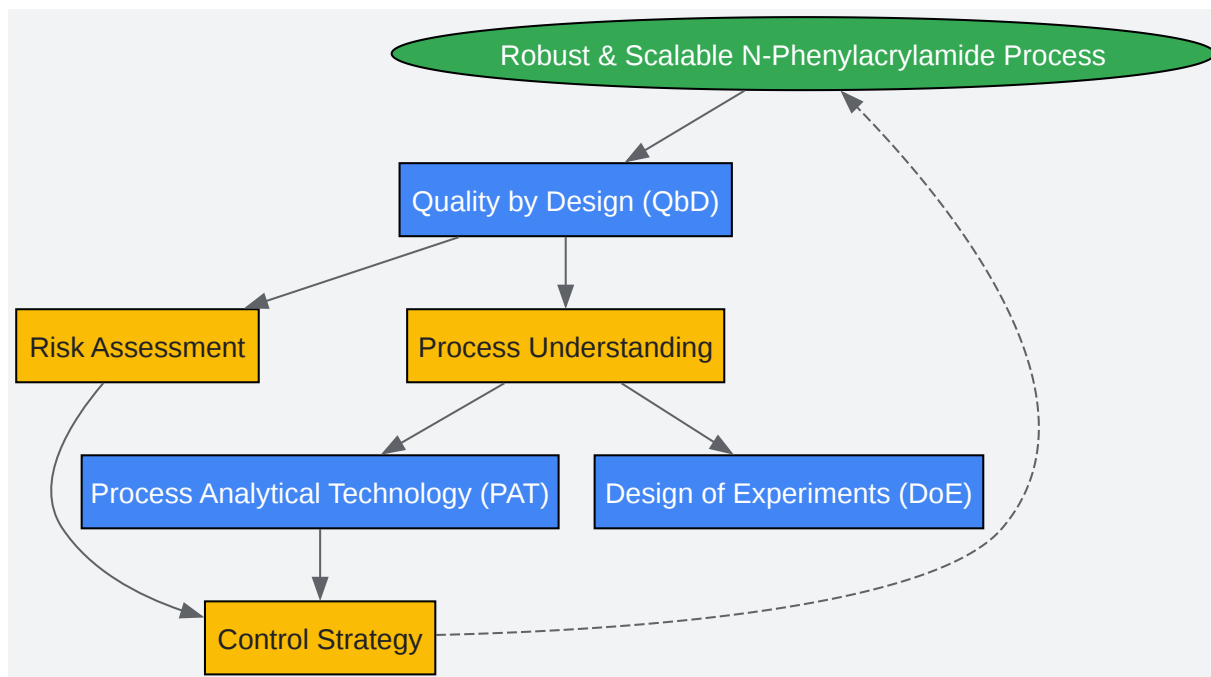 Robust & Scalable N-Phenylacrylamide Process
Quality by Design (QbD)
Risk Assessment
Process Understanding
Process Analytical Technology (PAT)
Design of Experiments (DoE)
Control Strategy